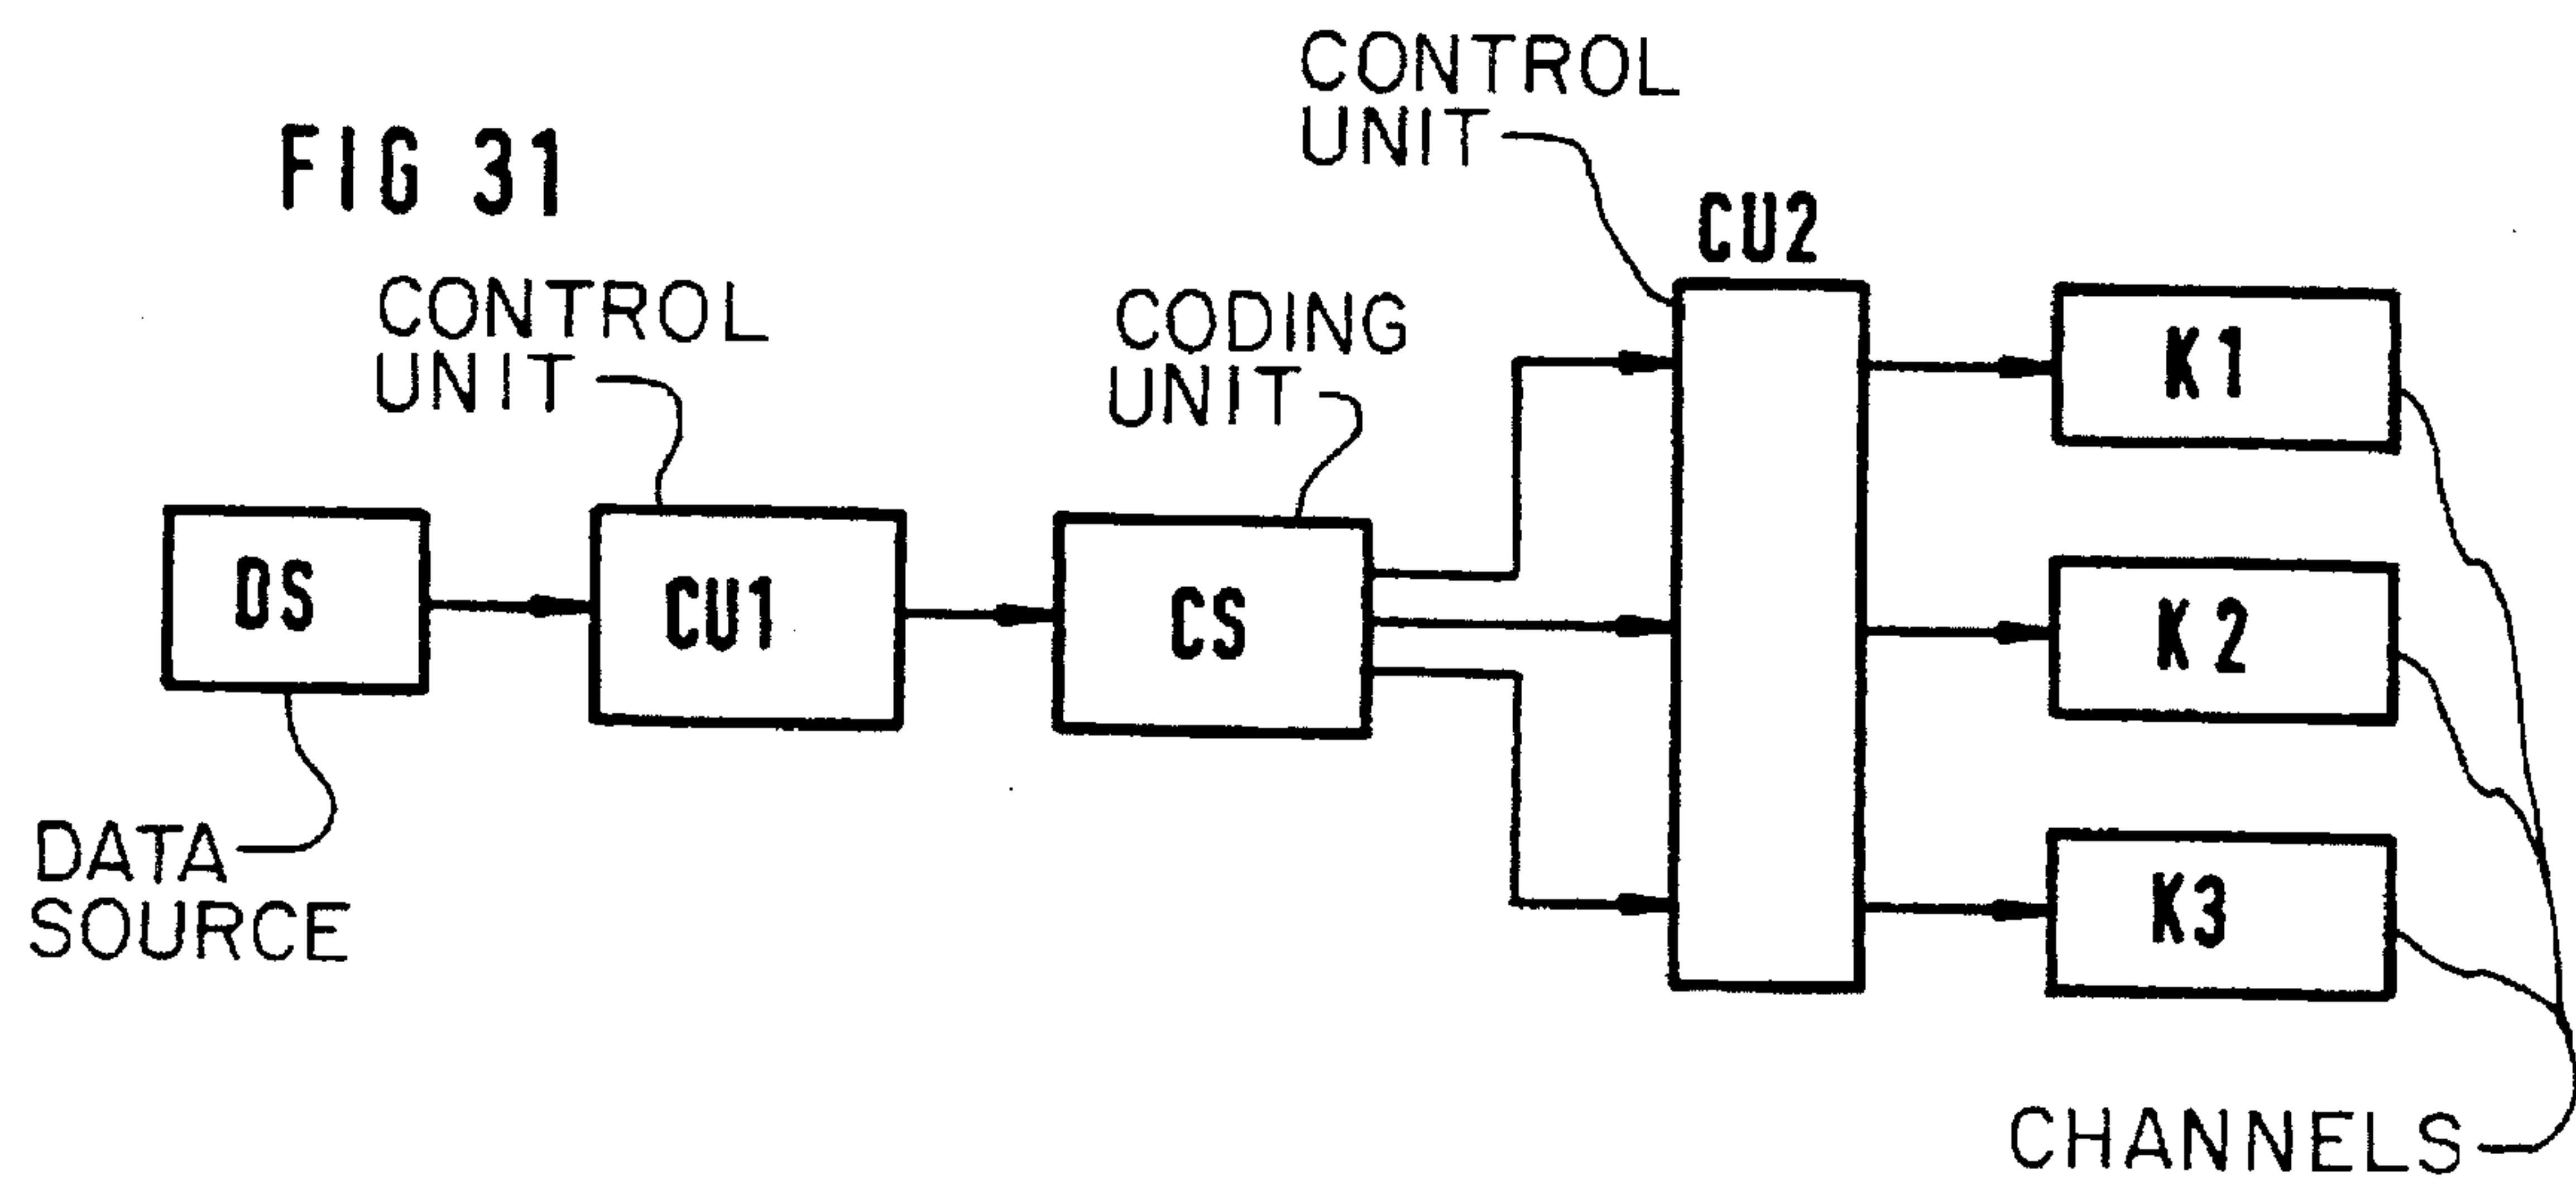 FIG 31
CONTROL
UNIT
CU2
CONTROL
UNIT
CODING
UNIT
K1
DS
CU1
CS
K2
DATA
SOURCE
K3
CHANNELS